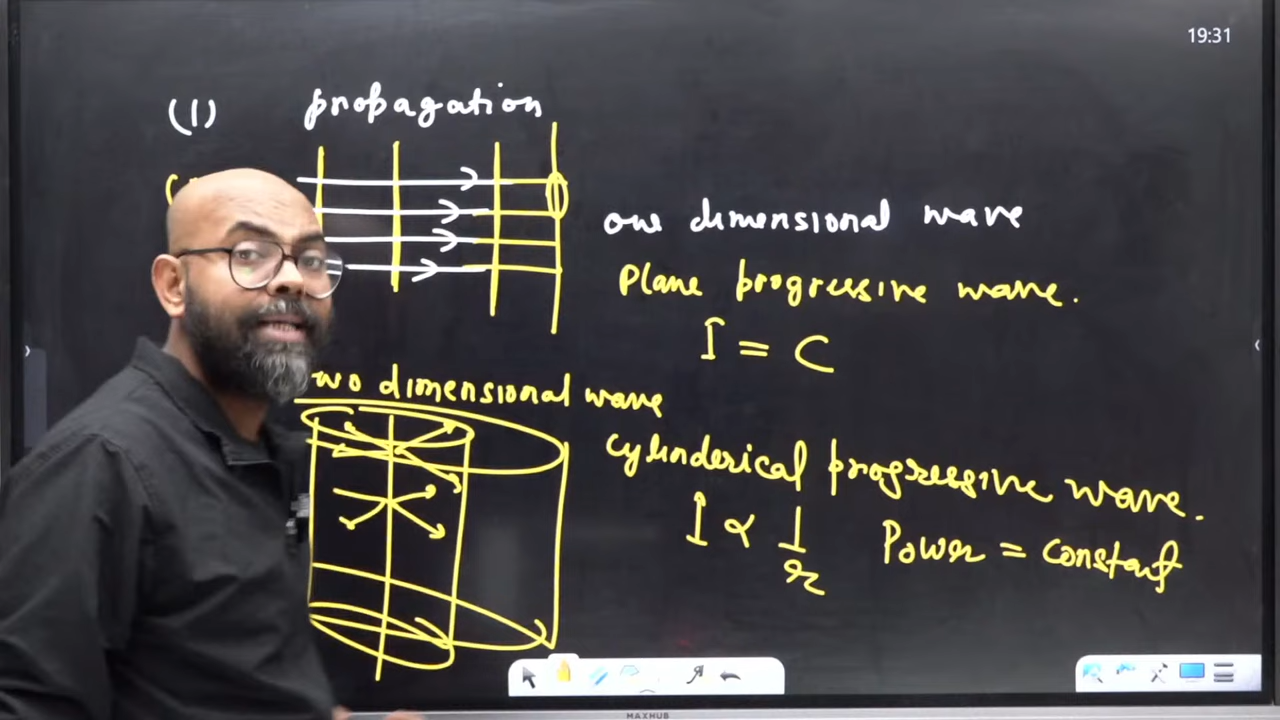 19:31
(1) propagation
one dimensional wave
Plane progressive wave.
I = C
wo dimensional wave
cylinderical progressive wave.
I ∝ 1/r Power = constant
MAXHUB